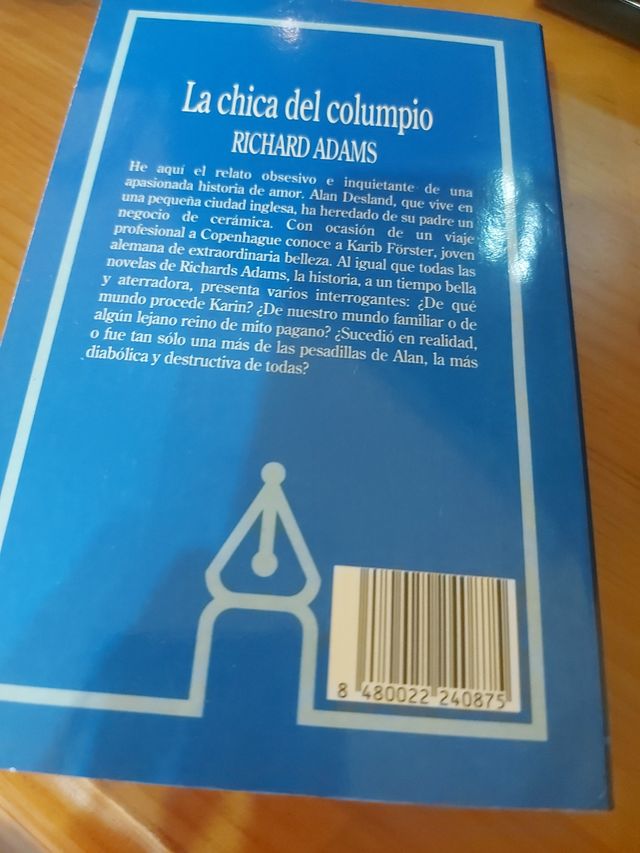 La chica del columpio
RICHARD ADAMS
He aquí el relato obsesivo e inquietante de una
apasionada historia de amor. Alan Desland, que vive en
una pequeña ciudad inglesa, ha heredado de su padre un
negocio de cerámica. Con ocasión de un viaje
profesional a Copenhague conoce a Karib Förster, joven
alemana de extraordinaria belleza. Al igual que todas las
novelas de Richards Adams, la historia, a un tiempo bella
y aterradora, presenta varios interrogantes: ¿De qué
mundo procede Karin? ¿De nuestro mundo familiar o de
algún lejano reino de mito pagano? ¿Sucedió en realidad,
o fue tan sólo una más de las pesadillas de Alan, la más
diabólica y destructiva de todas?
8 480022 240875